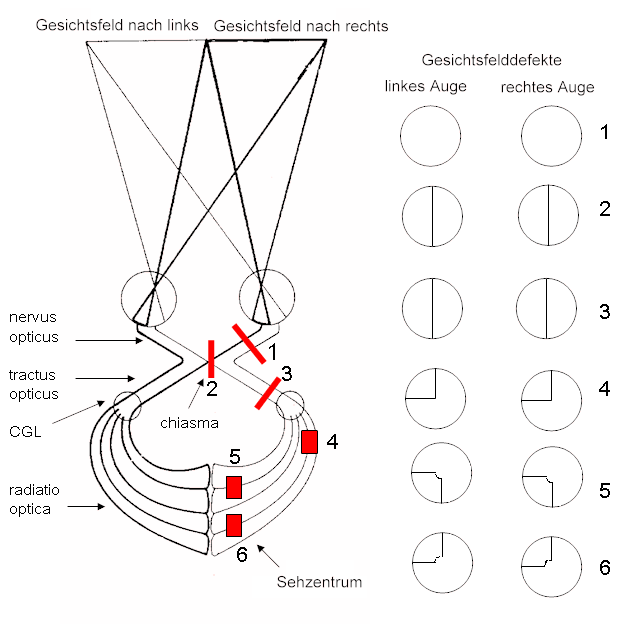 Gesichtsfeld nach links
Gesichtsfeld nach rechts
Gesichtsfelddefekte
linkes Auge
rechtes Auge
1
2
3
4
5
6
nervus
opticus
tractus
opticus
CGL
radiatio
optica
chiasma
1
2
3
4
5
6
Sehzentrum